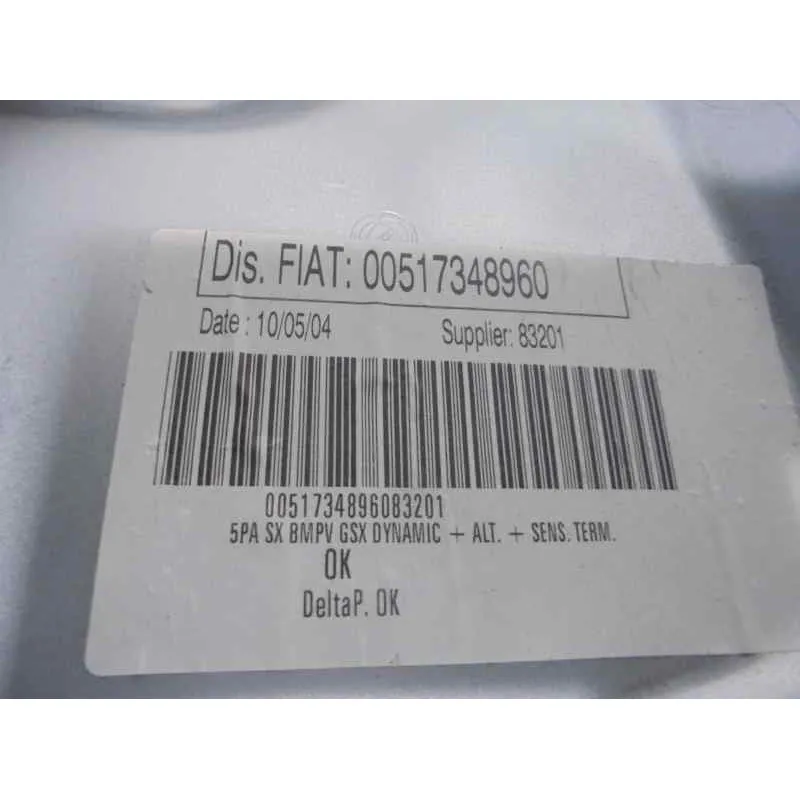 Dis. FIAT: 00517348960
Date : 10/05/04 Supplier: 83201
0051734896083201
5PA SX BMPV GSX DYNAMIC + ALT. + SENS. TERM.
OK
DeltaP. OK